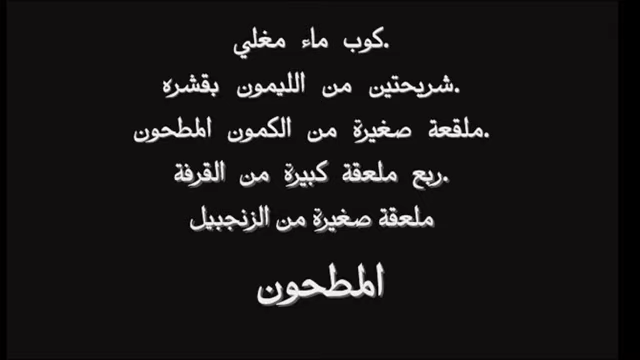 كوب ماء مغلي.
شريحتين من الليمون بقشره.
ملقعة صغيرة من الكمون المطحون.
ربع ملعقة كبيرة من القرفة.
ملعقة صغيرة من الزنجبيل
المطحون